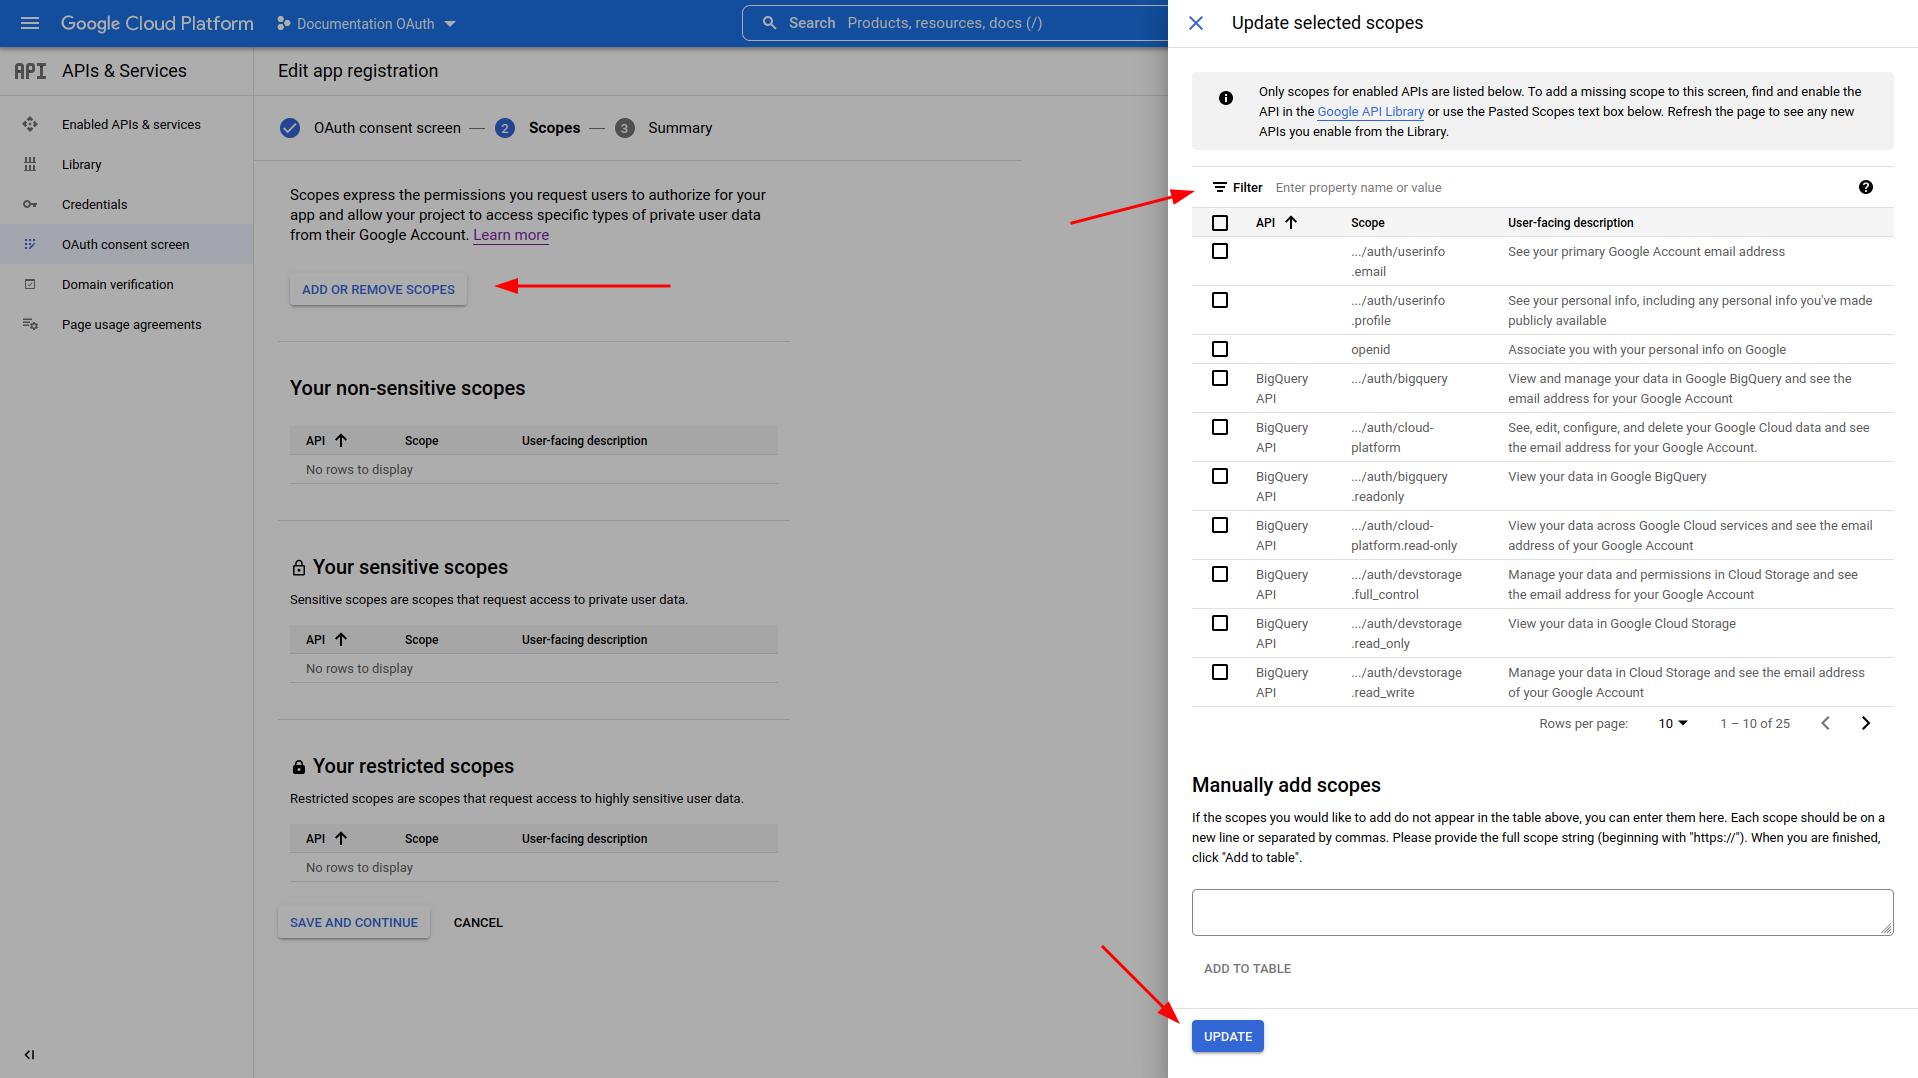 Google Cloud Platform
Documentation OAuth
Search Products, resources, docs (/)
API APIs & Services
Enabled APIs & services
Library
Credentials
OAuth consent screen
Domain verification
Page usage agreements
Edit app registration
OAuth consent screen — 2 Scopes — 3 Summary
Scopes express the permissions you request users to authorize for your
app and allow your project to access specific types of private user data
from their Google Account. Learn more
ADD OR REMOVE SCOPES
Your non-sensitive scopes
API Scope User-facing description
No rows to display
Your sensitive scopes
Sensitive scopes are scopes that request access to private user data.
API Scope User-facing description
No rows to display
Your restricted scopes
Restricted scopes are scopes that request access to highly sensitive user data.
API Scope User-facing description
No rows to display
SAVE AND CONTINUE CANCEL
Update selected scopes
Only scopes for enabled APIs are listed below. To add a missing scope to this screen, find and enable the
API in the Google API Library or use the Pasted Scopes text box below. Refresh the page to see any new
APIs you enable from the Library.
Filter Enter property name or value
API Scope User-facing description
.../auth/userinfo See your primary Google Account email address
.email
.../auth/userinfo See your personal info, including any personal info you've made
.profile publicly available
openid Associate you with your personal info on Google
BigQuery .../auth/bigquery View and manage your data in Google BigQuery and see the
API email address for your Google Account
BigQuery .../auth/cloud- See, edit, configure, and delete your Google Cloud data and see
API platform the email address for your Google Account.
BigQuery .../auth/bigquery View your data in Google BigQuery
API .readonly
BigQuery .../auth/cloud- View your data across Google Cloud services and see the email
API platform.read-only address of your Google Account
BigQuery .../auth/devstorage Manage your data and permissions in Cloud Storage and see
API .full_control the email address for your Google Account
BigQuery .../auth/devstorage View your data in Google Cloud Storage
API .read_only
BigQuery .../auth/devstorage Manage your data in Cloud Storage and see the email address
API .read_write of your Google Account
Rows per page: 10 1 – 10 of 25
Manually add scopes
If the scopes you would like to add do not appear in the table above, you can enter them here. Each scope should be on a
new line or separated by commas. Please provide the full scope string (beginning with "https://"). When you are finished,
click "Add to table".
ADD TO TABLE
UPDATE